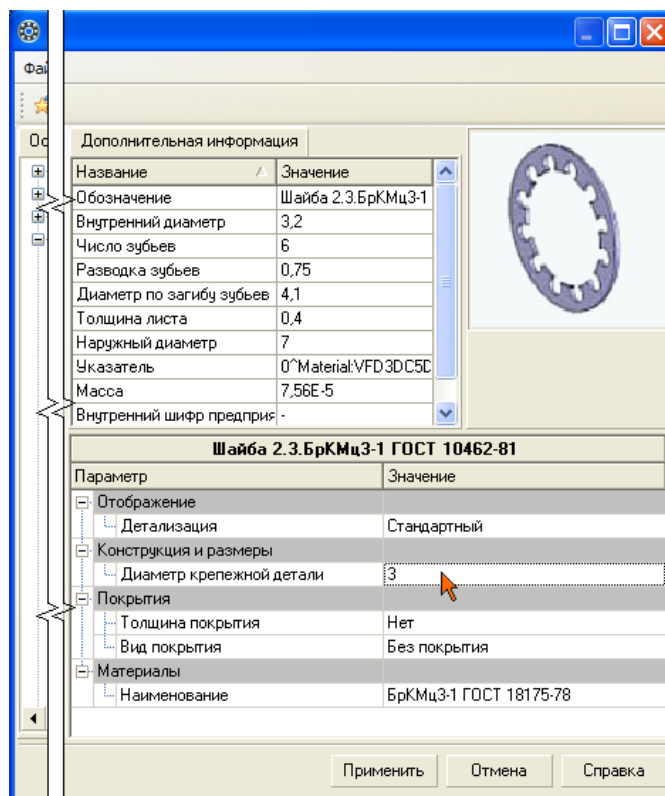 Фай
Ос
Дополнительная информация
Название Значение
Обозначение Шайба 2.3.БрКМц3-1
Внутренний диаметр 3,2
Число зубьев 6
Разводка зубьев 0,75
Диаметр по загибу зубьев 4,1
Толщина листа 0,4
Наружный диаметр 7
Указатель 0^Material:VFD3DC5D
Масса 7,56E-5
Внутренний шифр предприя -
Шайба 2.3.БрКМц3-1 ГОСТ 10462-81
Параметр Значение
Отображение
Детализация Стандартный
Конструкция и размеры
Диаметр крепежной детали 3
Покрытия
Толщина покрытия Нет
Вид покрытия Без покрытия
Материалы
Наименование БрКМц3-1 ГОСТ 18175-78
Применить Отмена Справка